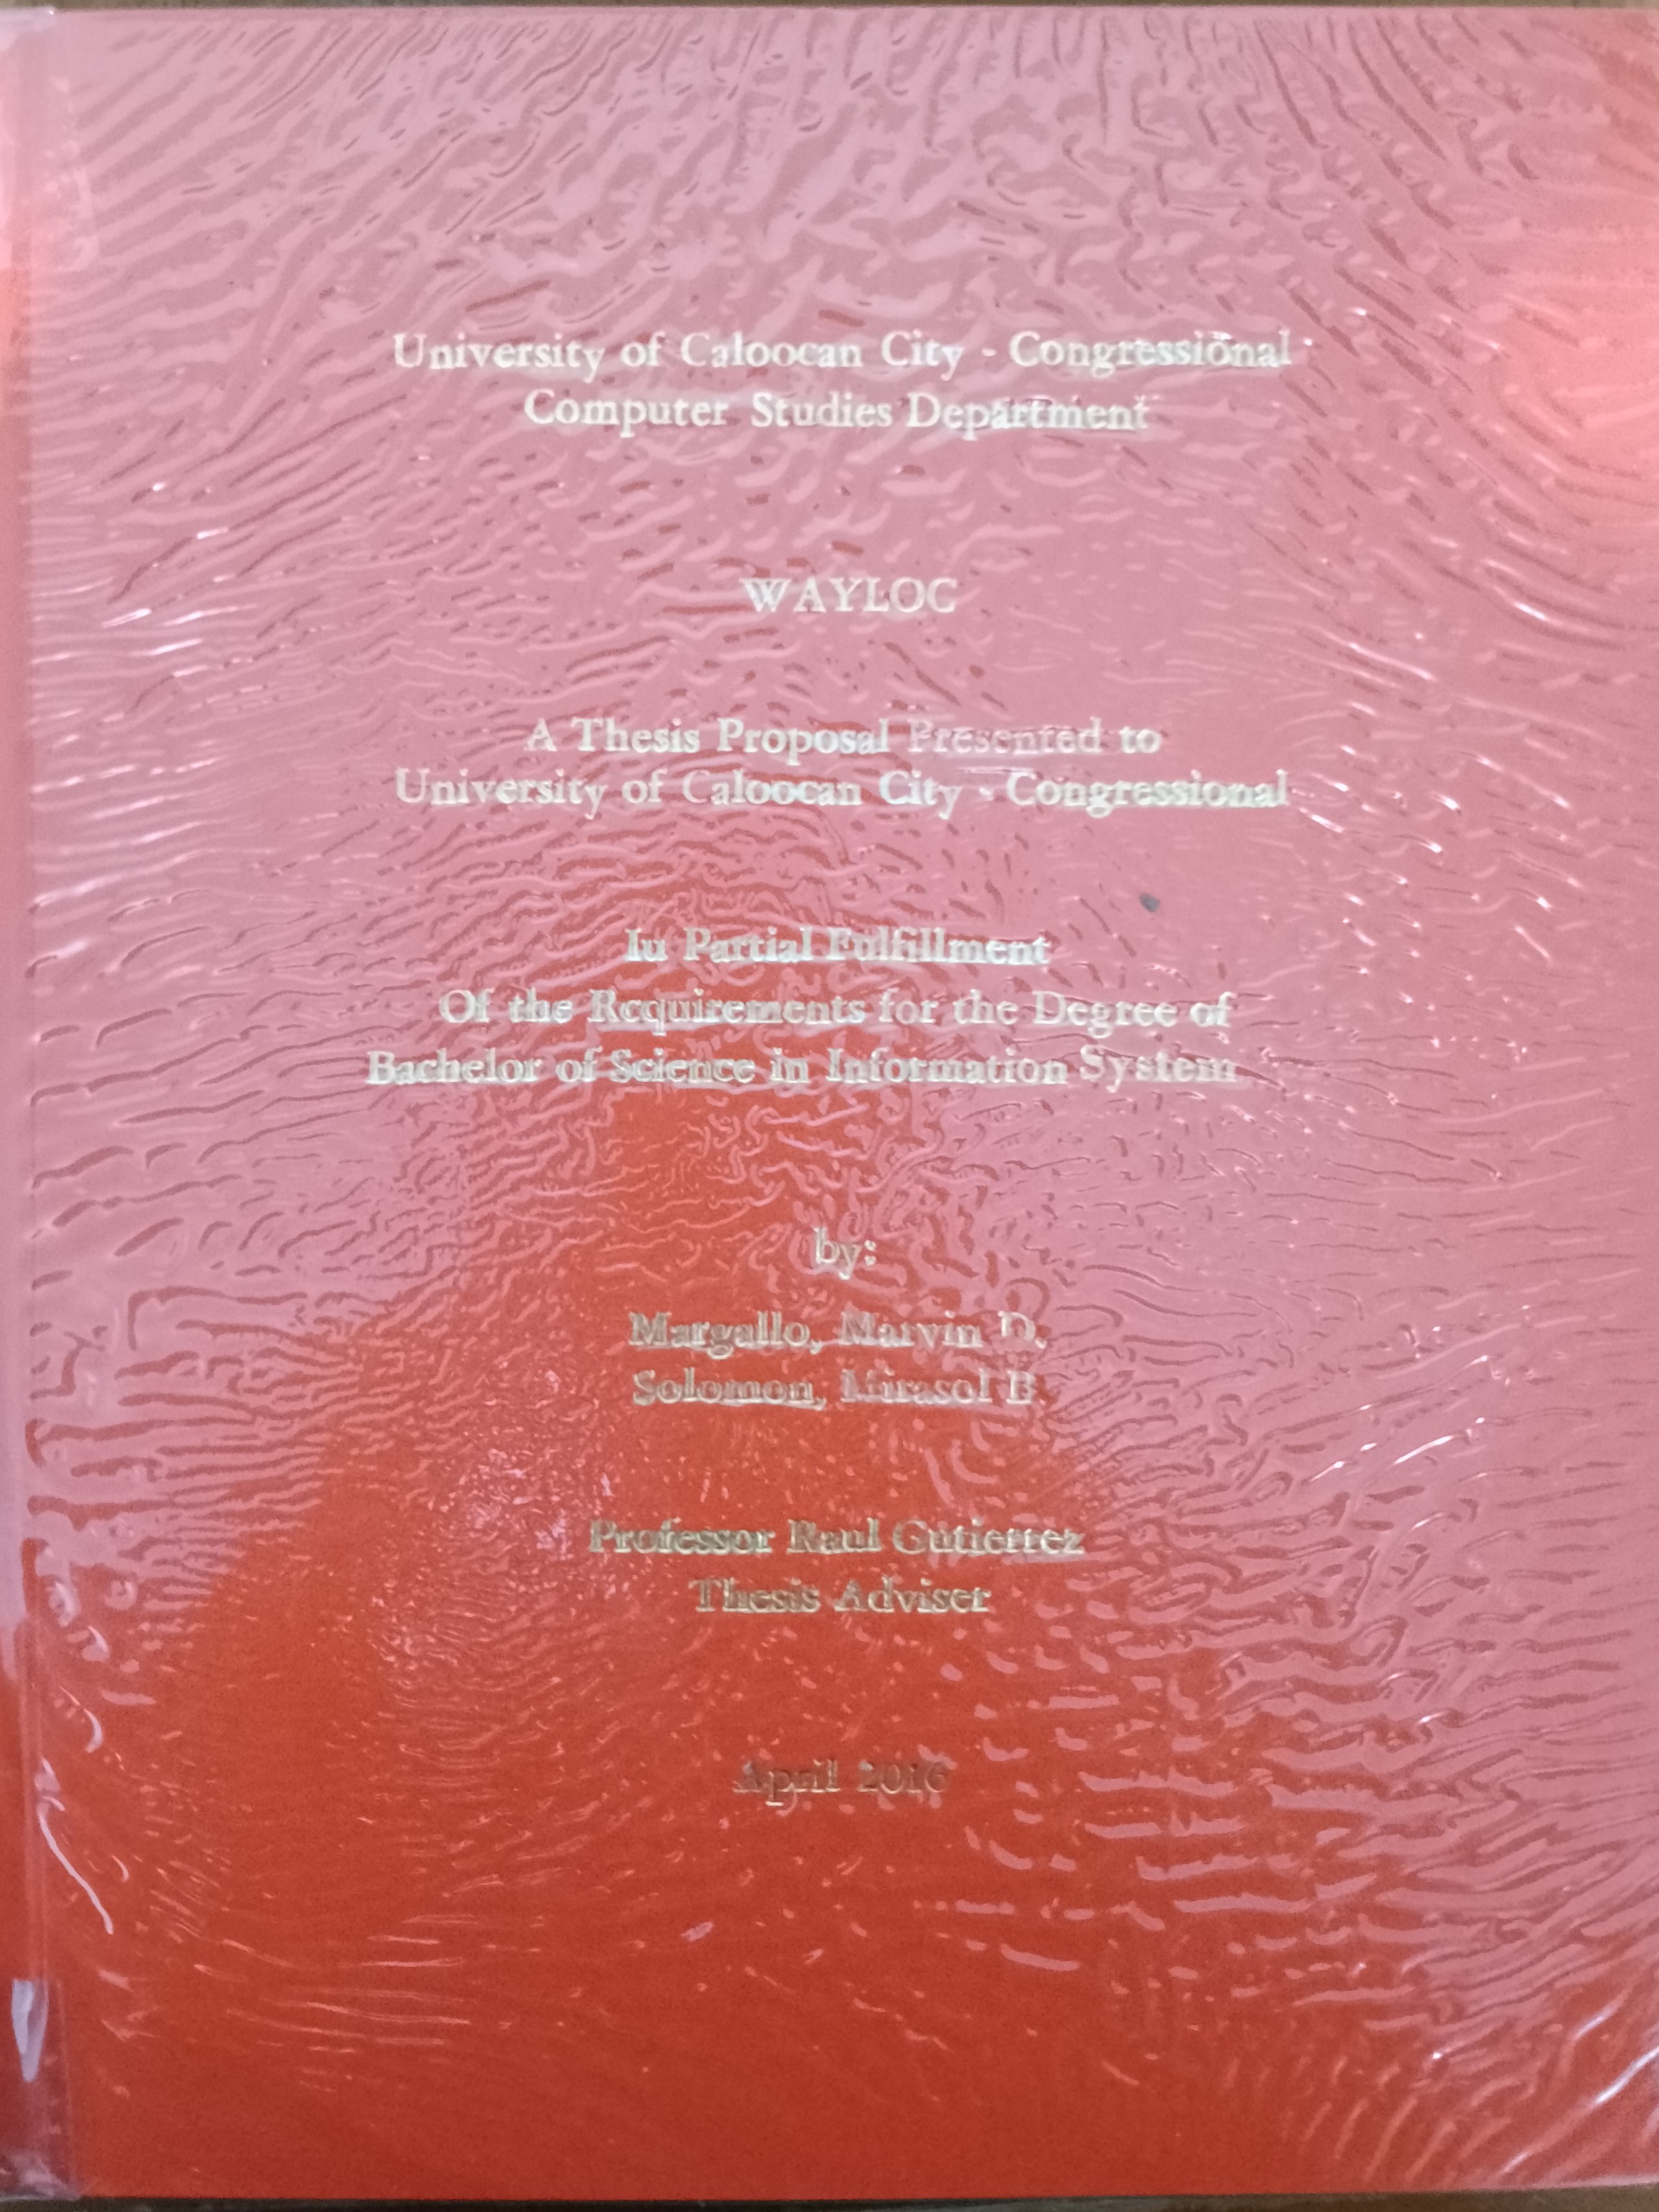 University of Caloocan City - Congressional
Computer Studies Department
WAYLOC
A Thesis Proposal Presented to
University of Caloocan City - Congressional
In Partial Fulfillment
Of the Requirements for the Degree of
Bachelor of Science in Information System
by:
Margallo, Marvin D.
Solomon, Mirasol B.
Professor Raul Gutierrez
Thesis Adviser
April 2016